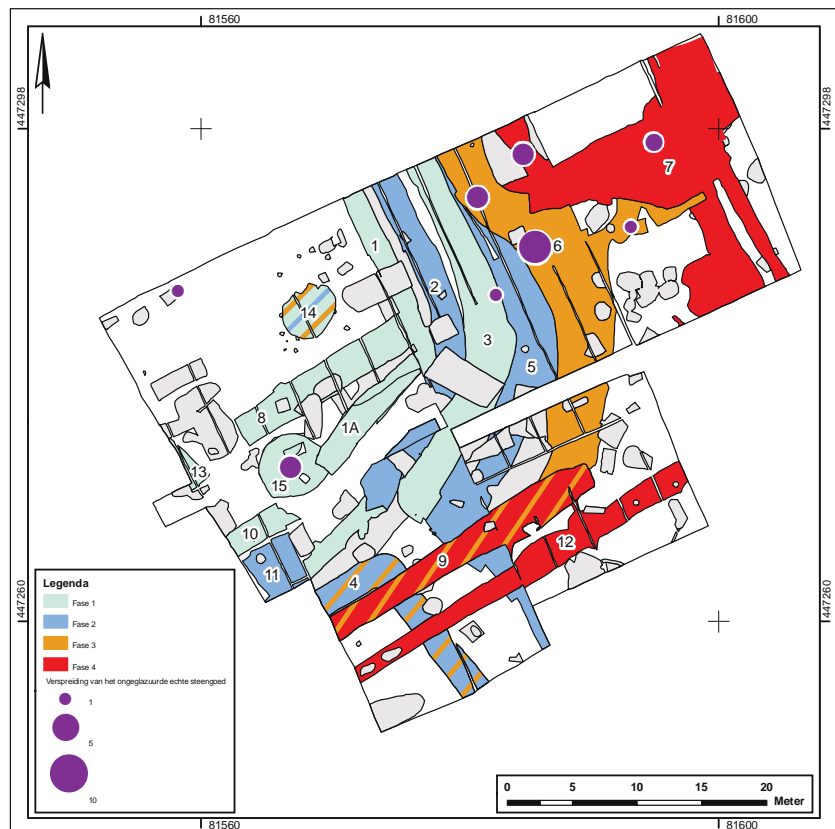 81560
81600
447298
447298
7
1
6
2
14
3
5
8
1A
13
15
10
12
9
11
4
Legenda
Fase 1
Fase 2
Fase 3
Fase 4
Verspreiding van het ongeglazuurde echte steengoed
1
5
10
447260
447260
0 5 10 15 20
Meter
81560
81600